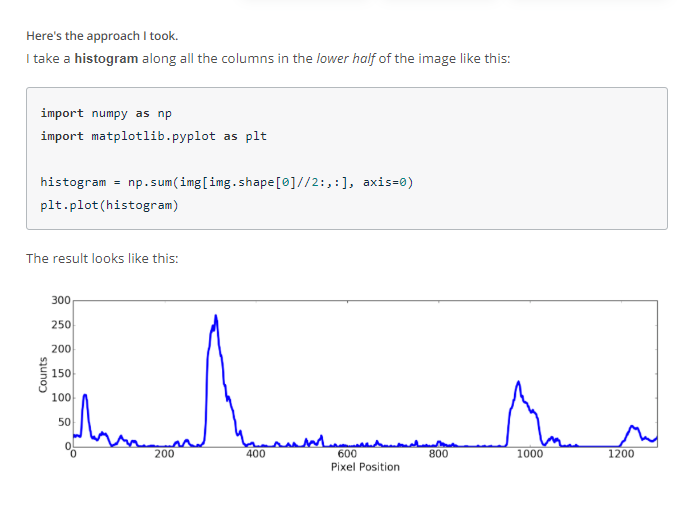 Here's the approach I took.
I take a histogram along all the columns in the lower half of the image like this:
import numpy as np
import matplotlib.pyplot as plt
histogram = np.sum(img[img.shape[0]//2:,:], axis=0)
plt.plot(histogram)
The result looks like this:
300
250
200
150
100
50
0
Counts
0 200 400 600 800 1000 1200
Pixel Position